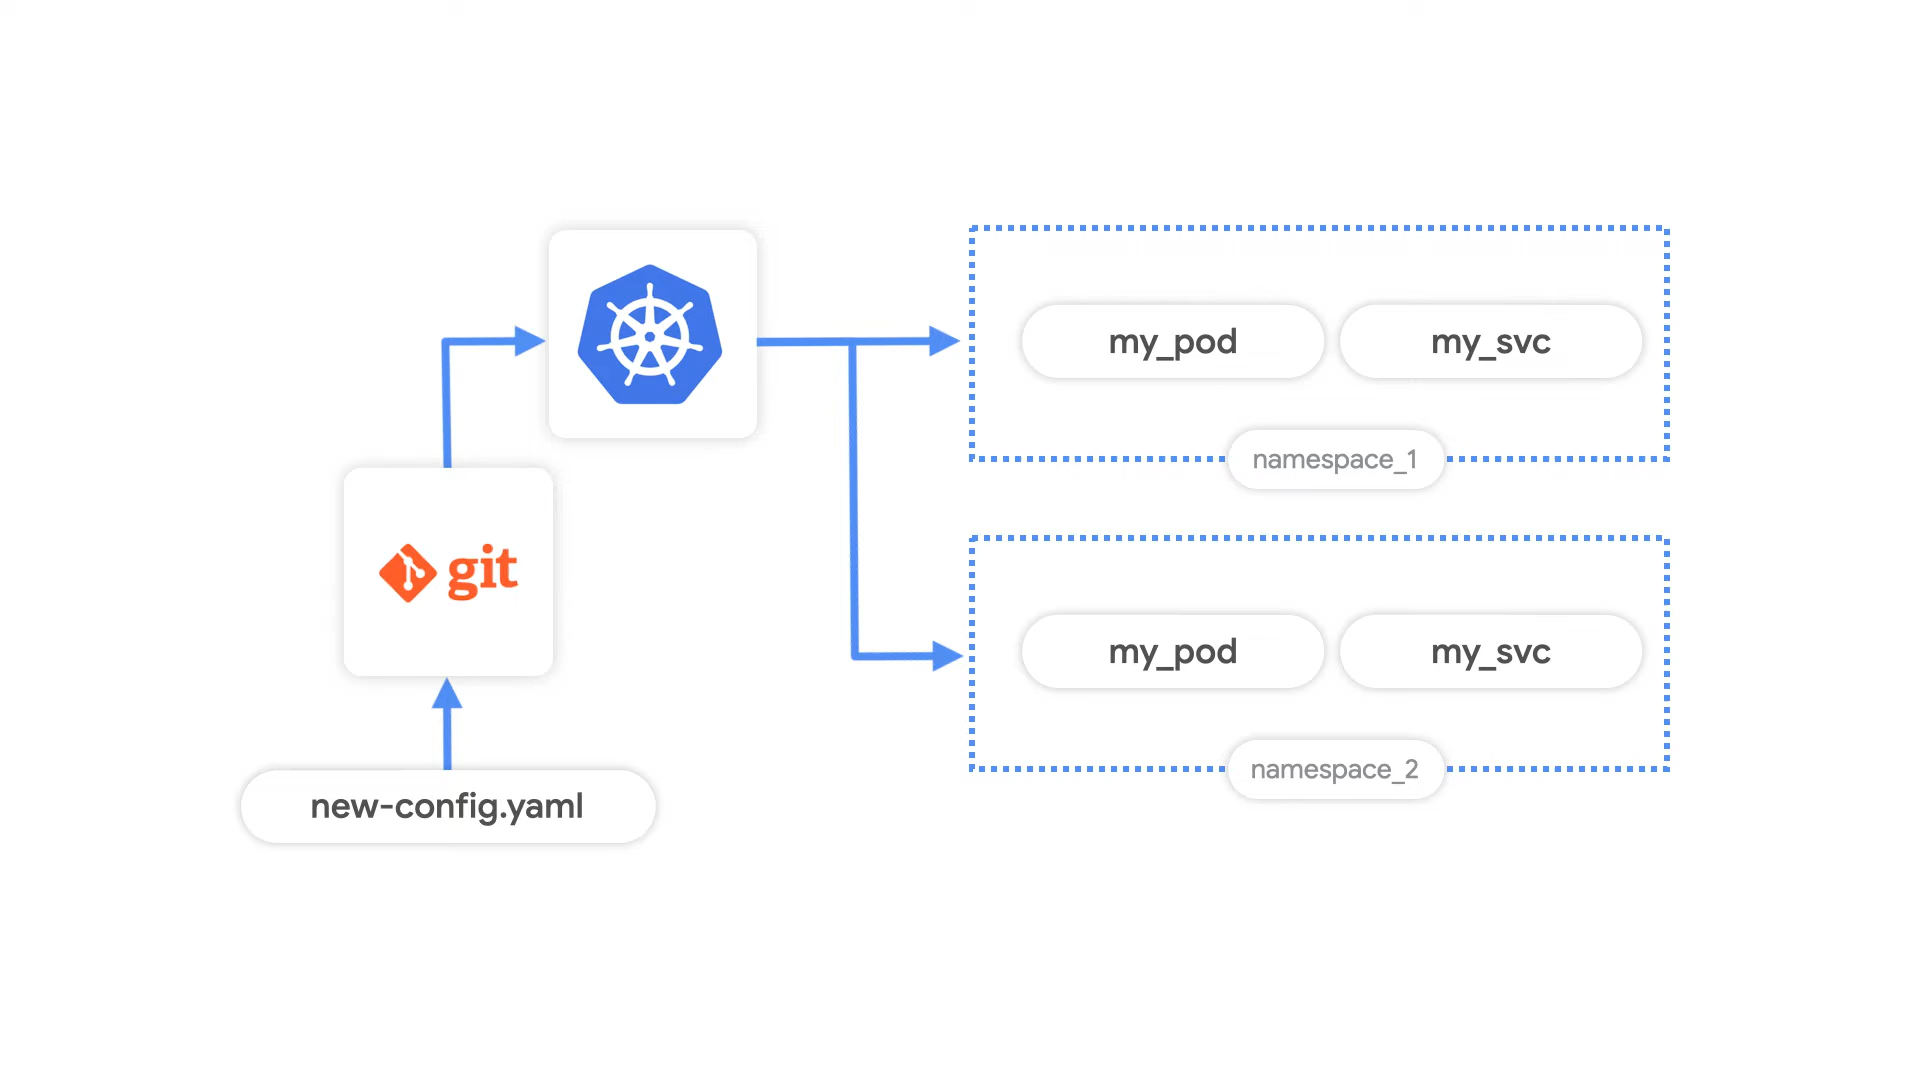 my_pod
my_svc
namespace_1
git
my_pod
my_svc
namespace_2
new-config.yaml